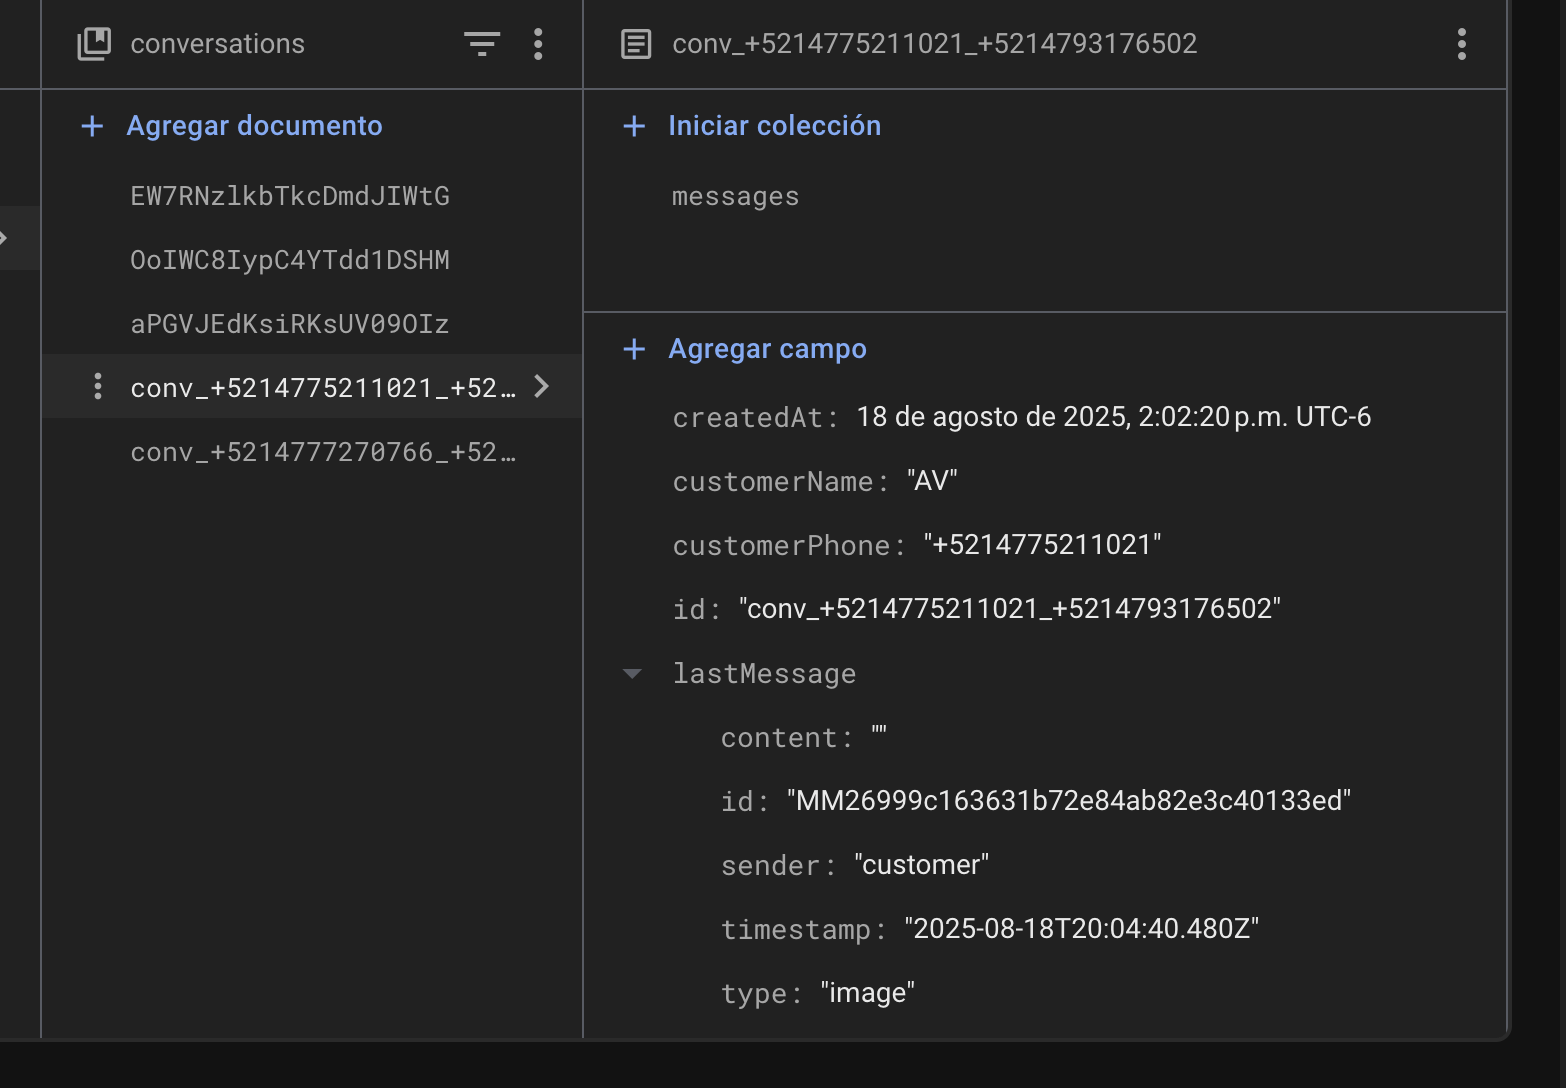 conversations
Agregar documento
EW7RNzlkbTkcDmdJIWtG
OoIWC8IypC4YTdd1DSHM
aPGVJEdKsiRKsUV09OIz
conv_+5214775211021_+52…
conv_+5214777270766_+52…
conv_+5214775211021_+5214793176502
Iniciar colección
messages
Agregar campo
createdAt: 18 de agosto de 2025, 2:02:20 p.m. UTC-6
customerName: "AV"
customerPhone: "+5214775211021"
id: "conv_+5214775211021_+5214793176502"
lastMessage
content: ""
id: "MM26999c163631b72e84ab82e3c40133ed"
sender: "customer"
timestamp: "2025-08-18T20:04:40.480Z"
type: "image"